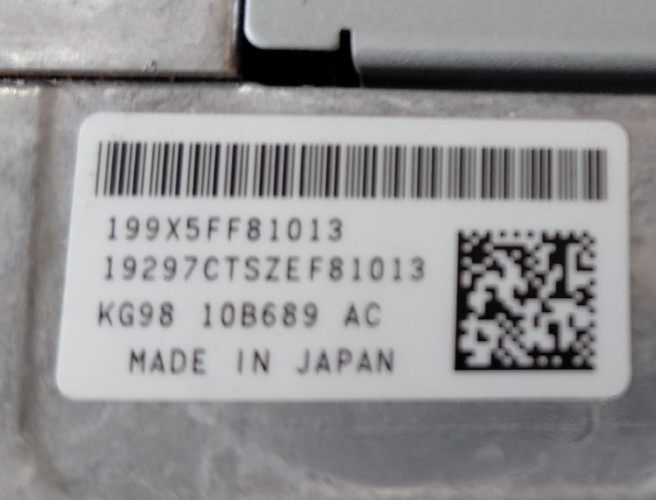 199X5FF81013
19297CTSZEF81013
KG98 10B689 AC
MADE IN JAPAN